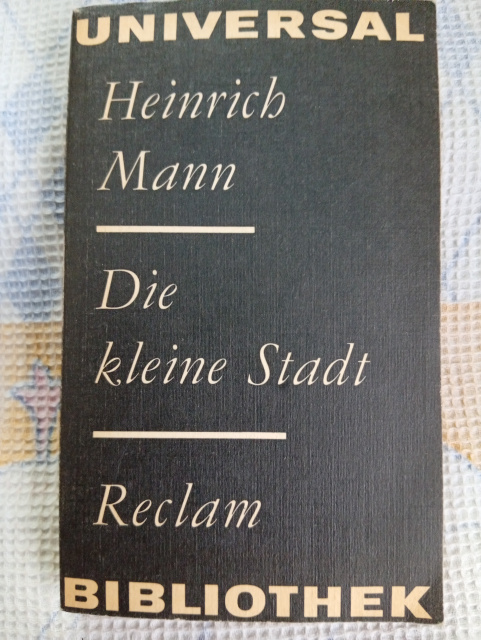 UNIVERSAL
Heinrich
Mann
Die
kleine Stadt
Reclam
BIBLIOTHEK